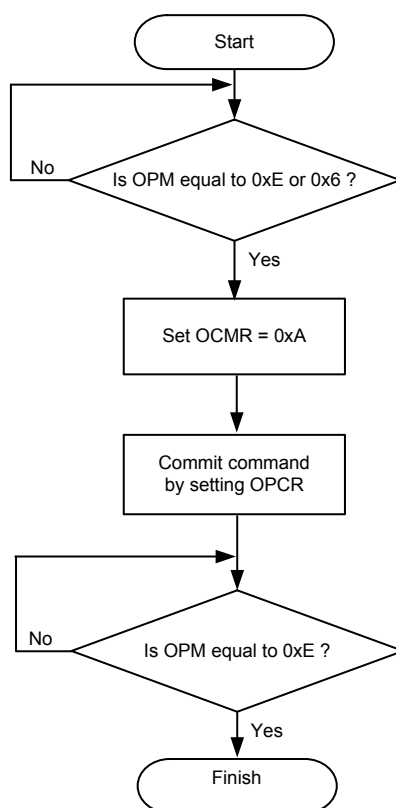 Start
No
Is OPM equal to 0xE or 0x6 ?
Yes
Set OCMR = 0xA
Commit command
by setting OPCR
No
Is OPM equal to 0xE ?
Yes
Finish